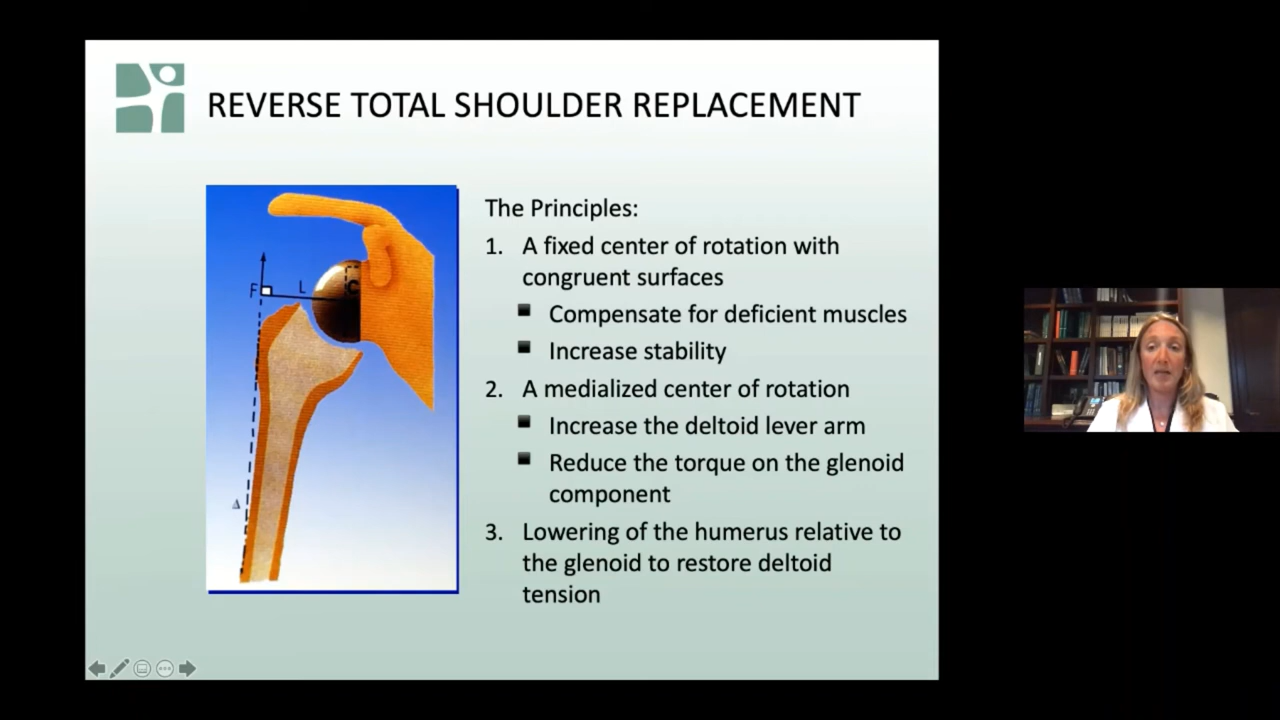 REVERSE TOTAL SHOULDER REPLACEMENT
F
L
C
Δ
The Principles:
1. A fixed center of rotation with
congruent surfaces
▪ Compensate for deficient muscles
▪ Increase stability
2. A medialized center of rotation
▪ Increase the deltoid lever arm
▪ Reduce the torque on the glenoid
component
3. Lowering of the humerus relative to
the glenoid to restore deltoid
tension